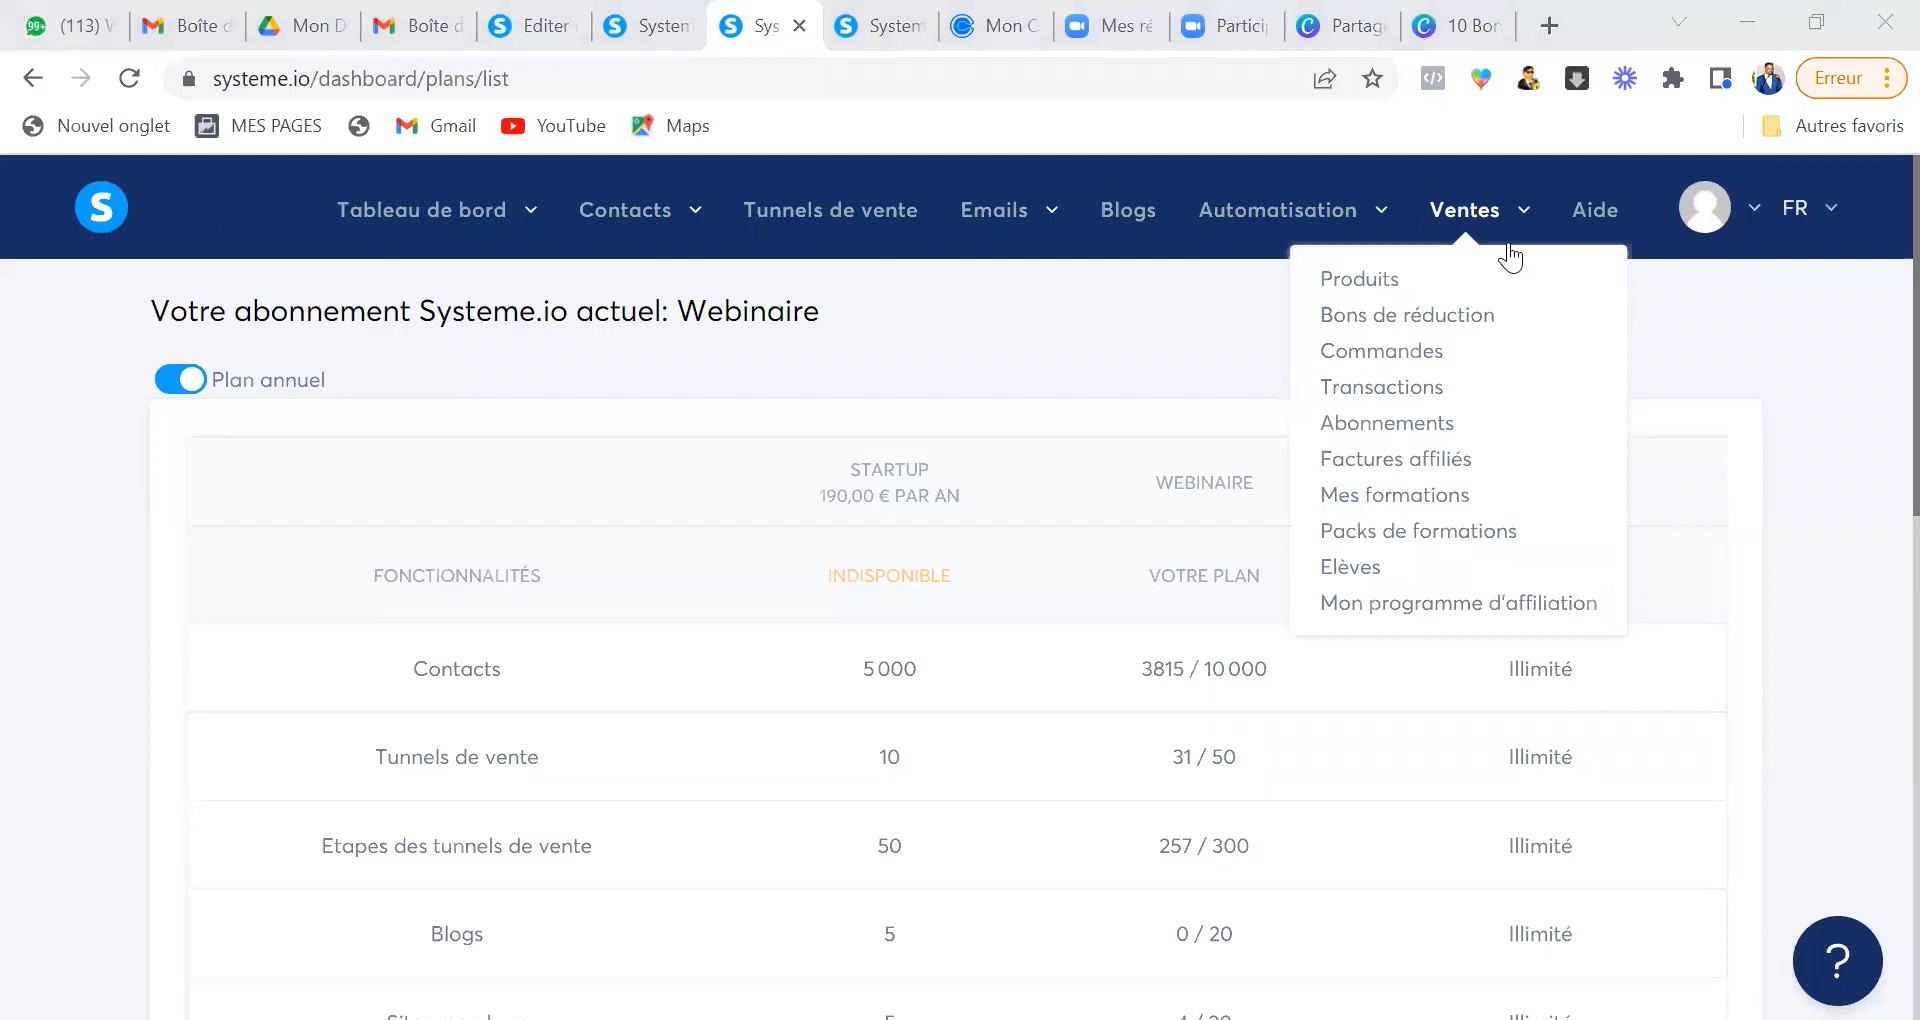 (113) Boîte d Mon D Boîte d Editer System Sys System Mon C Mes ré Particip Partag 10 Bon
systeme.io/dashboard/plans/list Erreur
Nouvel onglet MES PAGES Gmail YouTube Maps Autres favoris
S Tableau de bord Contacts Tunnels de vente Emails Blogs Automatisation Ventes Aide FR
Produits
Bons de réduction
Commandes
Transactions
Abonnements
Factures affiliés
Mes formations
Packs de formations
Elèves
Mon programme d'affiliation
Votre abonnement Systeme.io actuel: Webinaire
Plan annuel
STARTUP
190,00 € PAR AN
WEBINAIRE
FONCTIONNALITÉS INDISPONIBLE VOTRE PLAN
Contacts 5 000 3815 / 10 000 Illimité
Tunnels de vente 10 31 / 50 Illimité
Etapes des tunnels de vente 50 257 / 300 Illimité
Blogs 5 0 / 20 Illimité
?